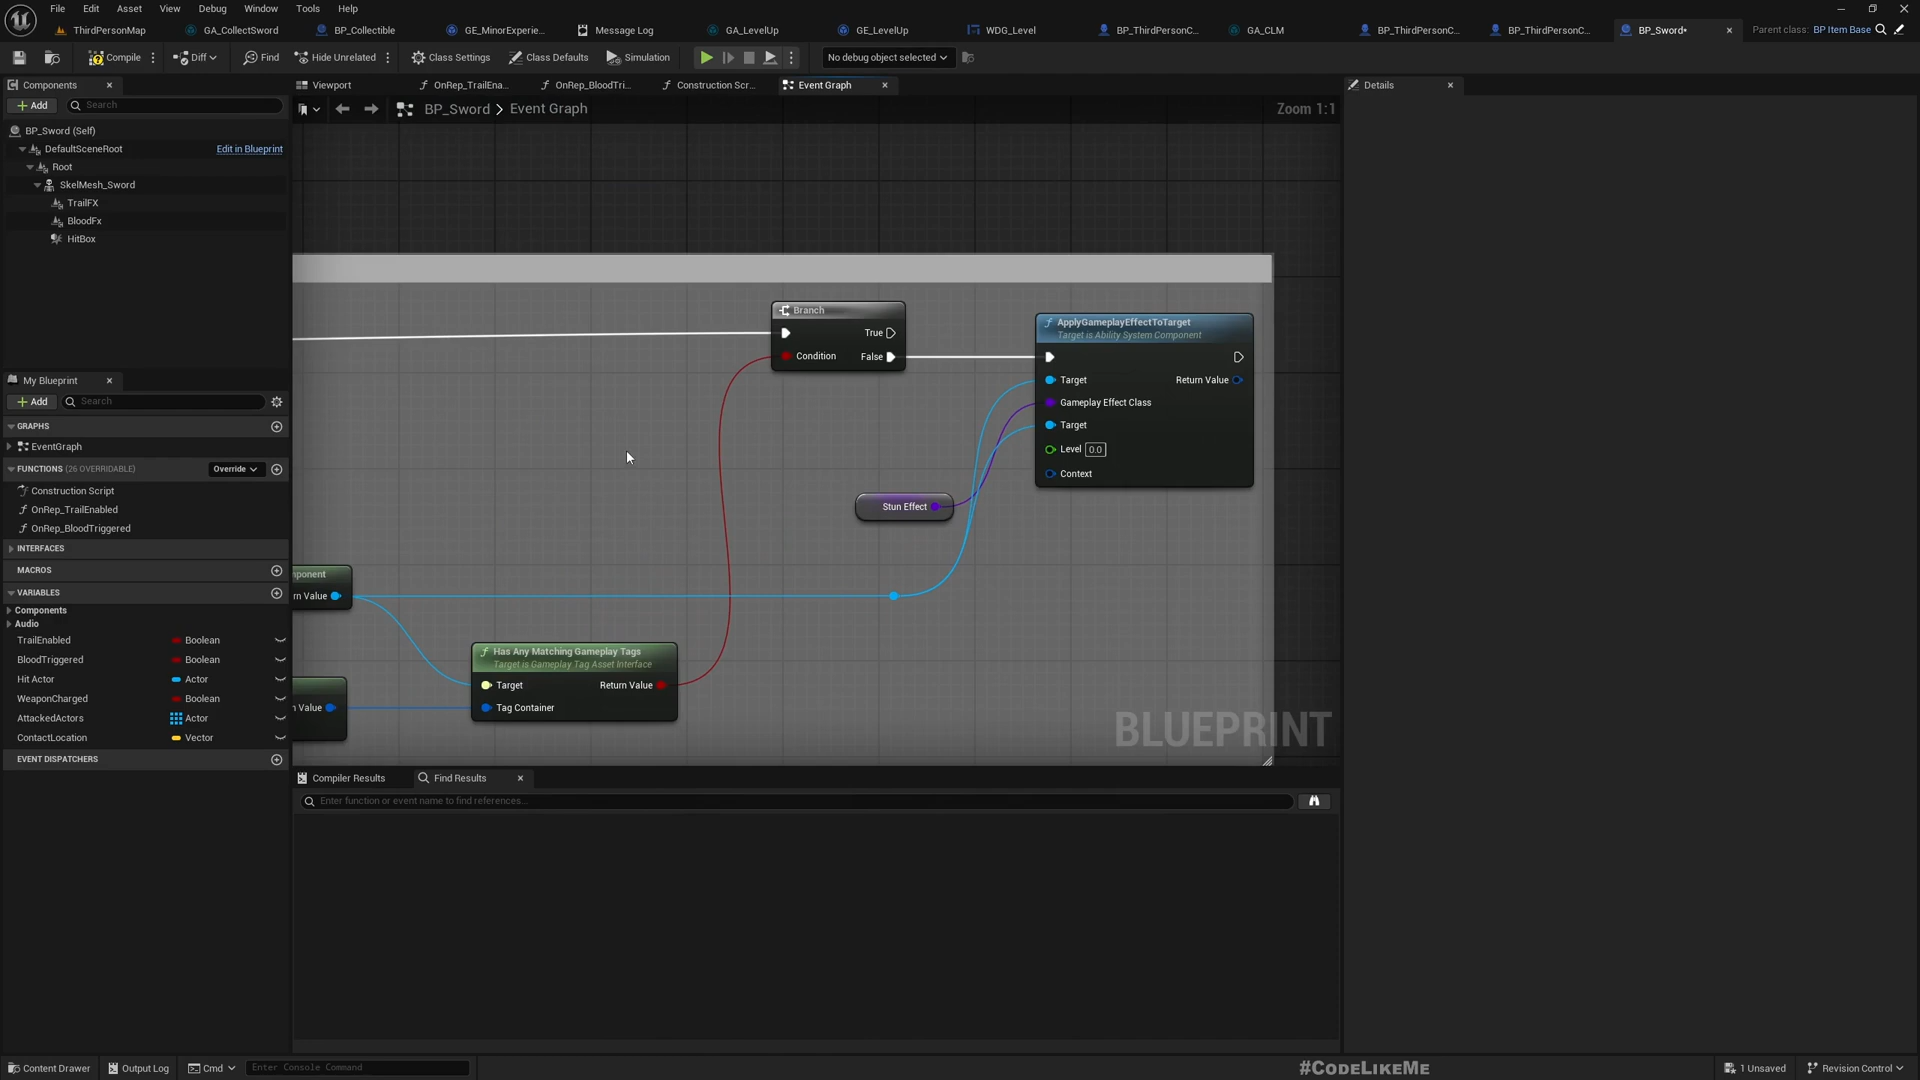 File Edit Asset View Debug Window Tools Help
ThirdPersonMap GA_CollectSword BP_Collectible GE_MinorExperie... Message Log GA_LevelUp GE_LevelUp WDG_Level BP_ThirdPersonC... GA_CLM BP_ThirdPersonC... BP_ThirdPersonC... BP_Sword* Parent class: BP Item Base
Compile Diff Find Hide Unrelated Class Settings Class Defaults Simulation No debug object selected
Components
Viewport OnRep_TrailEna... OnRep_BloodTri... Construction Scr... Event Graph
Details
Add Search
BP_Sword > Event Graph
Zoom 1:1
BP_Sword (Self)
DefaultSceneRoot Edit in Blueprint
Root
SkelMesh_Sword
TrailFX
BloodFx
HitBox
My Blueprint
Add Search
GRAPHS
EventGraph
FUNCTIONS (26 OVERRIDABLE) Override
Construction Script
OnRep_TrailEnabled
OnRep_BloodTriggered
INTERFACES
MACROS
VARIABLES
Components
Audio
TrailEnabled Boolean
BloodTriggered Boolean
Hit Actor Actor
WeaponCharged Boolean
AttackedActors Actor
ContactLocation Vector
EVENT DISPATCHERS
Branch
True
Condition False
ApplyGameplayEffectToTarget
Target is Ability System Component
Target Return Value
Gameplay Effect Class
Target
Level 0.0
Context
Stun Effect
mponent
rn Value
Has Any Matching Gameplay Tags
Target is Gameplay Tag Asset Interface
Target Return Value
Tag Container
n Value
BLUEPRINT
Compiler Results Find Results
Enter function or event name to find references...
Content Drawer Output Log Cmd Enter Console Command
#CODELIKEME
1 Unsaved Revision Control